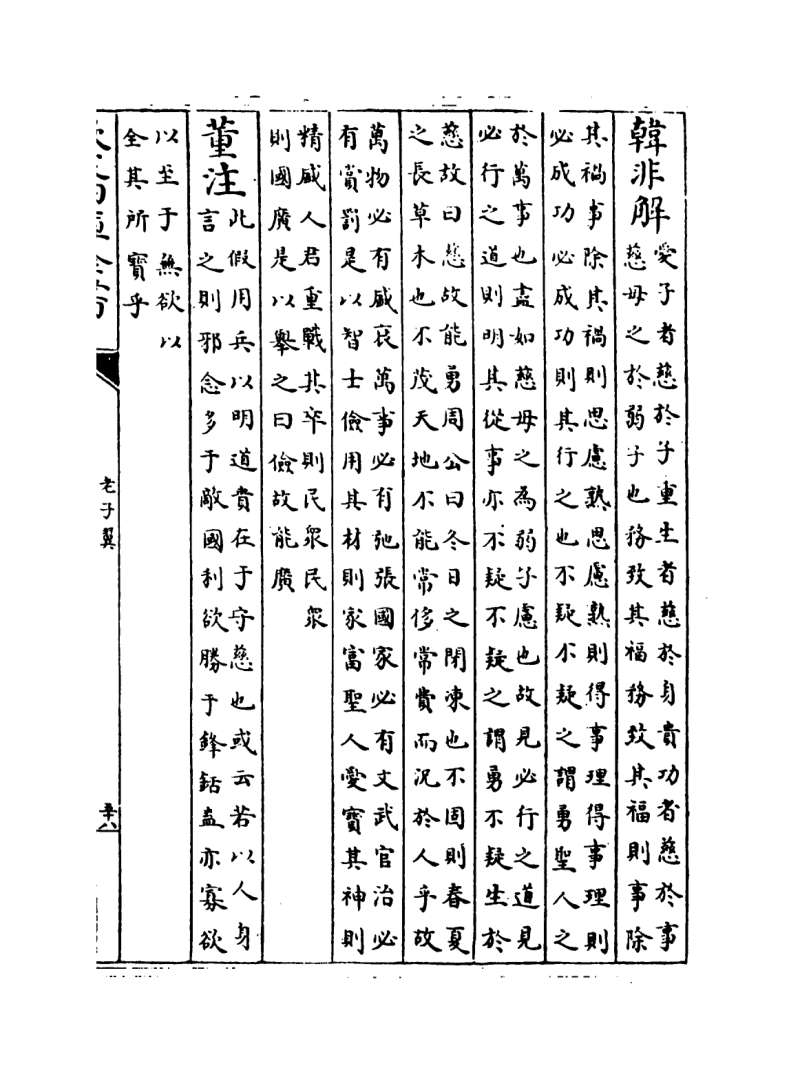 韓非解
愛子者慈於子重生者慈於身貴功者慈於事
慈母之於弱子也務致其福務致其福則事除
其禍事除其禍則思慮熟思慮熟則得事理得事理則
必成功必成功則其行之也不疑不疑之謂勇聖人之
於萬事也盡如慈母之為弱子慮也故見必行之道見
必行之道則明其從事亦不疑不疑之謂勇不疑生於
慈故曰慈故能勇周公曰冬日之閉凍也不固則春夏
之長草木也不茂天地不能常侈常費而況於人乎故
萬物必有盛衰萬事必有弛張國家必有文武官治必
有賞罰是以智士儉用其材則家富聖人愛寳其神則
精盛人君重戰其卒則民眾民眾
則國廣是以舉之曰儉故能廣
董注
此假用兵以明道貴在于守慈也或云若以人身
言之則邪念多于敵國利欲勝于鋒銛盖亦寡欲
以至于無欲以
全其所寳乎
老子翼